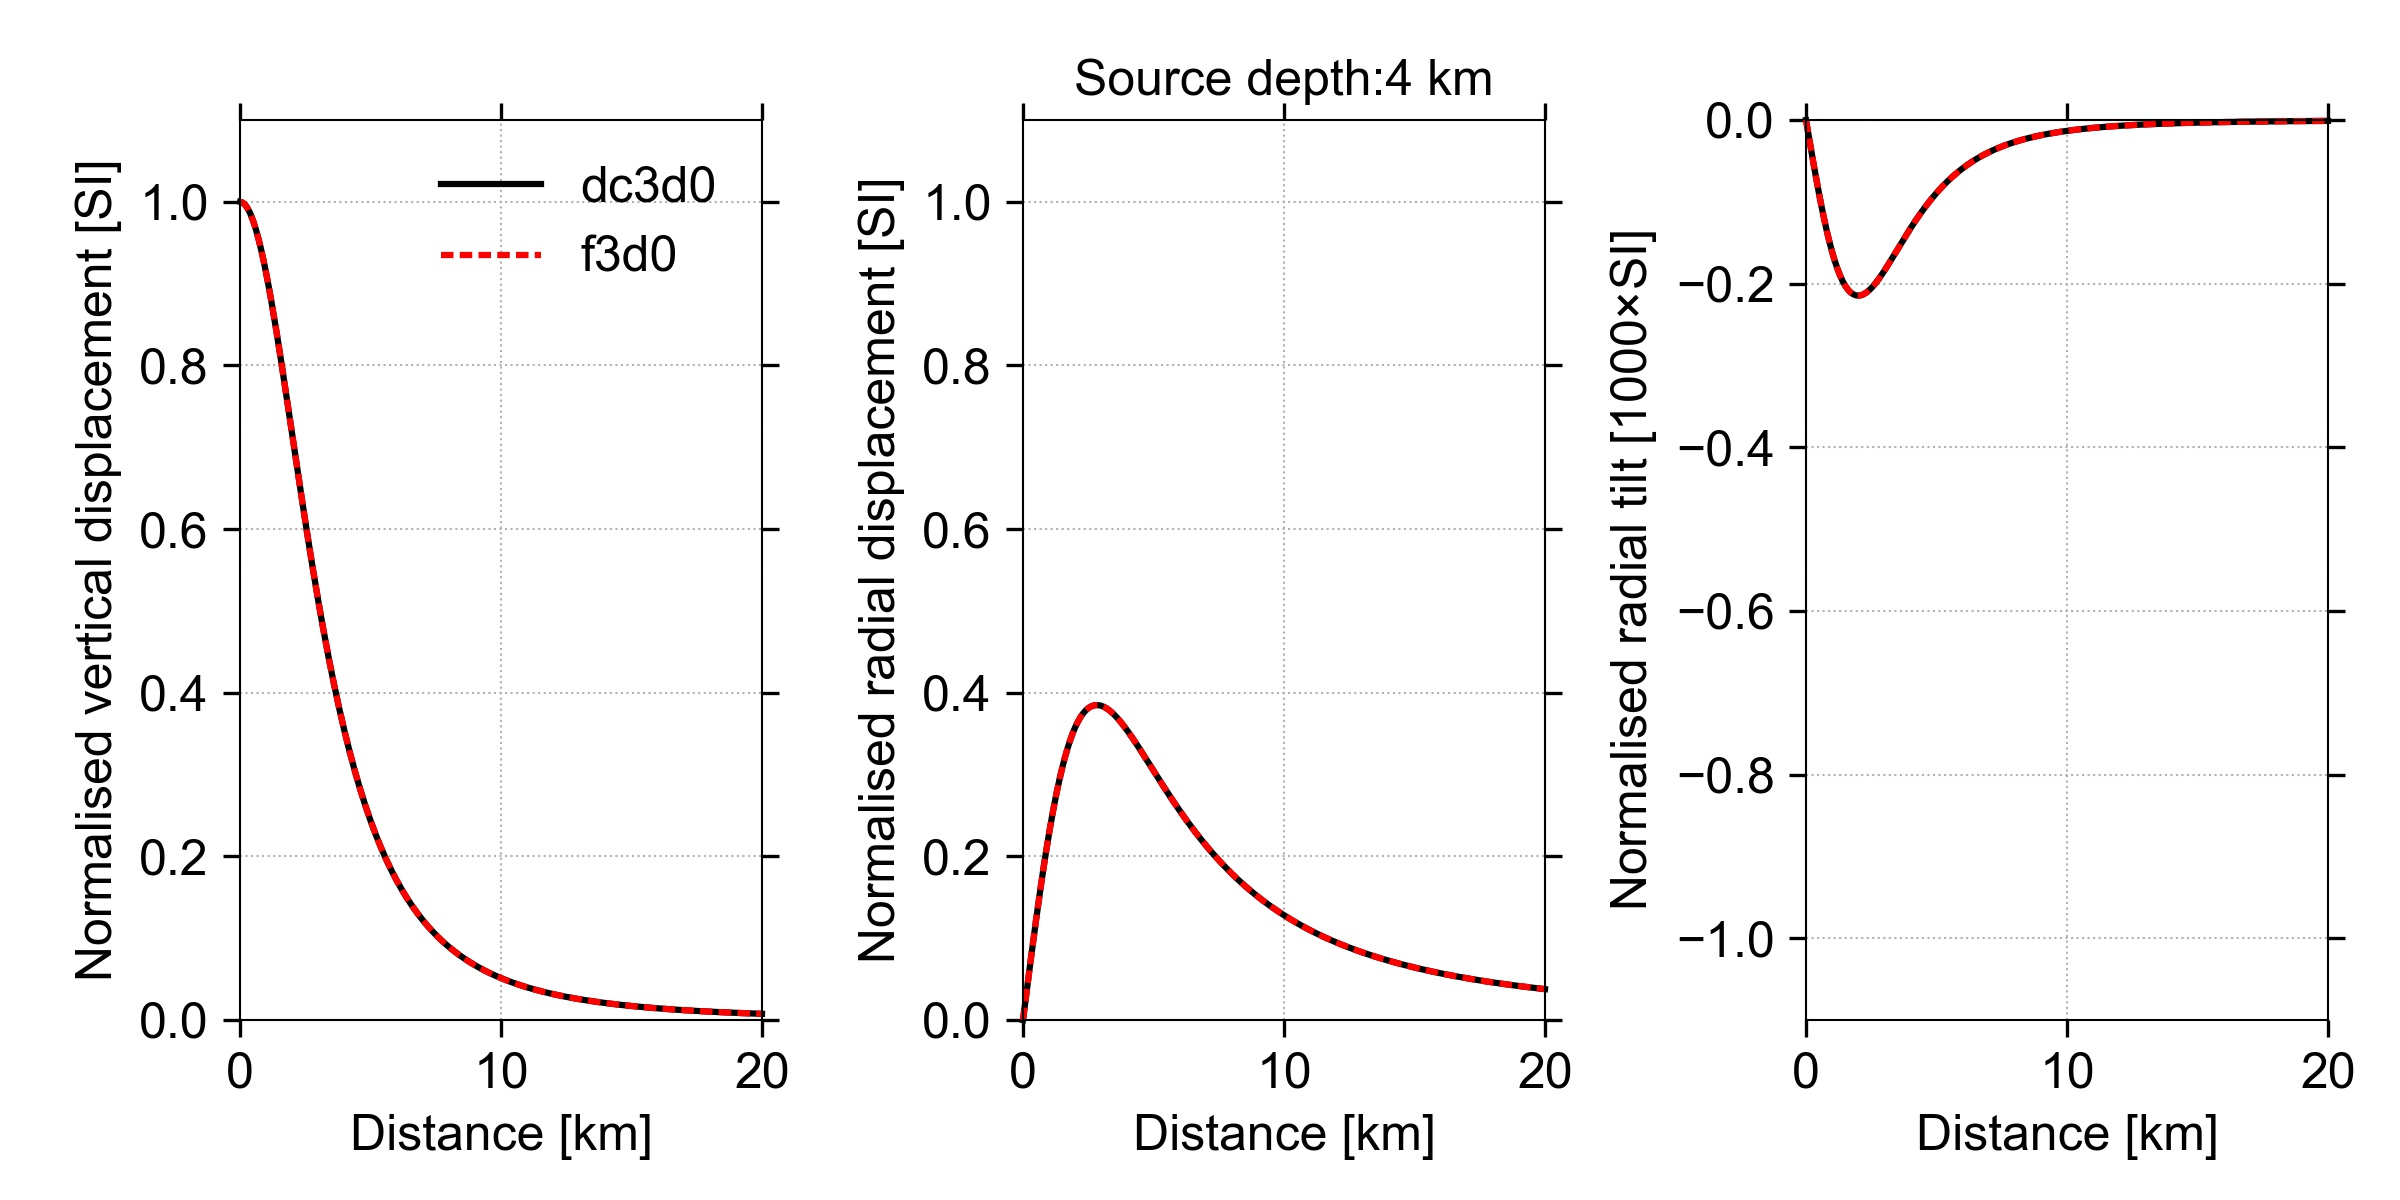 Source depth:4 km
Normalised vertical displacement [SI]
1.0
0.8
0.6
0.4
0.2
0.0
dc3d0
f3d0
0 10 20
Distance [km]
Normalised radial displacement [SI]
1.0
0.8
0.6
0.4
0.2
0.0
0 10 20
Distance [km]
Normalised radial tilt [1000×SI]
0.0
−0.2
−0.4
−0.6
−0.8
−1.0
0 10 20
Distance [km]